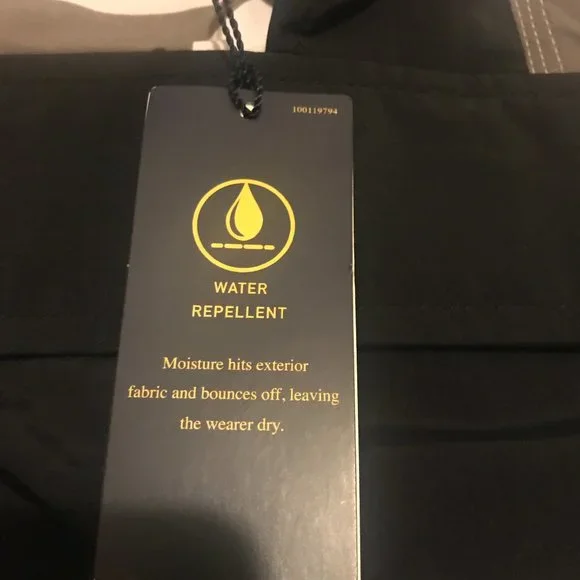 100119794
WATER
REPELLENT
Moisture hits exterior
fabric and bounces off, leaving
the wearer dry.